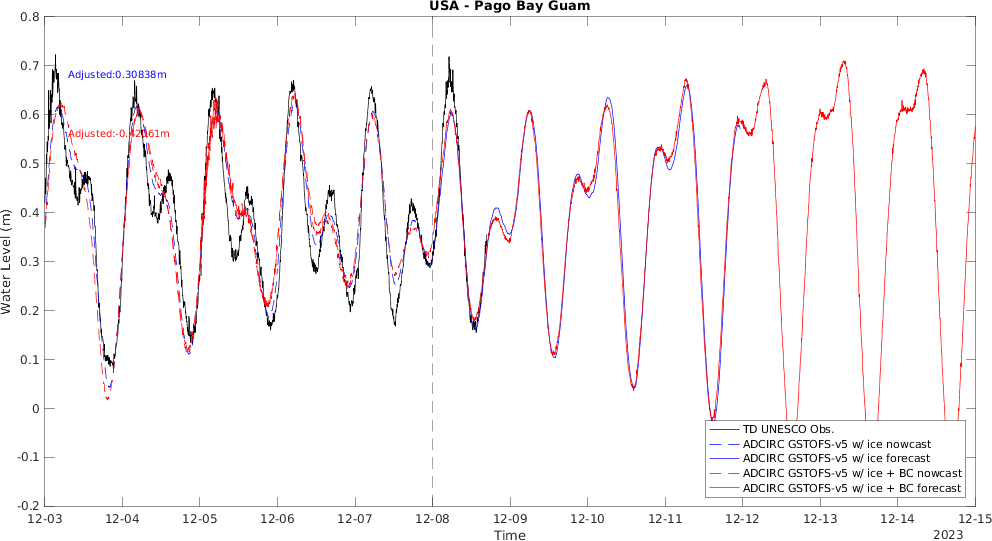 USA - Pago Bay Guam
0.8
0.7
0.6
0.5
0.4
0.3
0.2
0.1
0
-0.1
-0.2
Water Level (m)
Adjusted:0.30838m
12-03
12-04
12-05
12-06
12-07
12-08
12-09
12-10
12-11
12-12
12-13
12-14
12-15
Time
2023
TD UNESCO Obs.
ADCIRC GSTOFS-v5 w/ ice nowcast
ADCIRC GSTOFS-v5 w/ ice forecast
ADCIRC GSTOFS-v5 w/ ice + BC nowcast
ADCIRC GSTOFS-v5 w/ ice + BC forecast